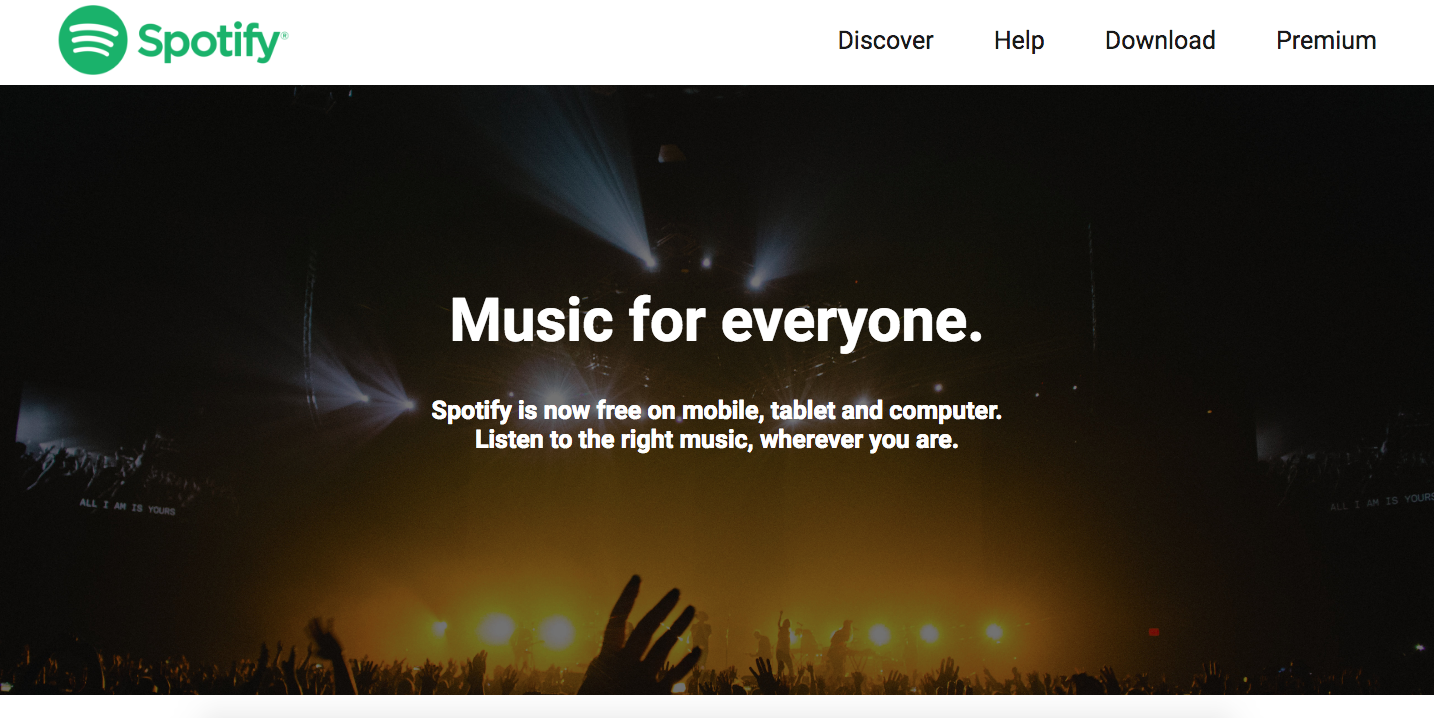 Spotify®
Discover Help Download Premium
Music for everyone.
Spotify is now free on mobile, tablet and computer.
Listen to the right music, wherever you are.
ALL I AM IS YOURS
ALL I AM IS YOURS